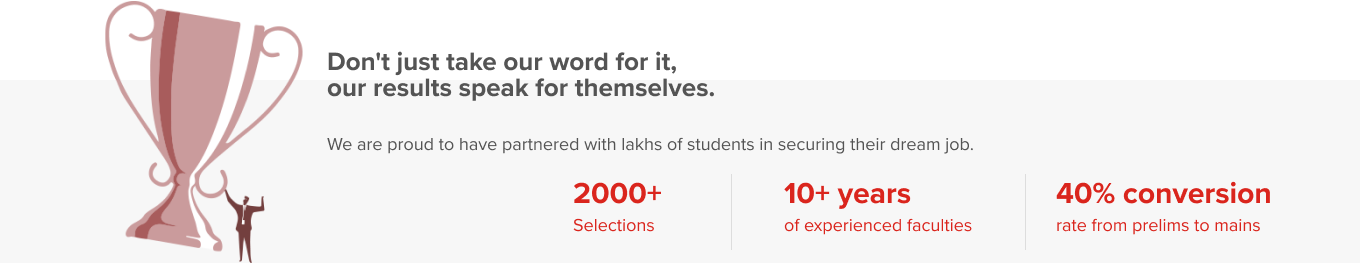 Don't just take our word for it,
our results speak for themselves.
We are proud to have partnered with lakhs of students in securing their dream job.
2000+
Selections
10+ years
of experienced faculties
40% conversion
rate from prelims to mains